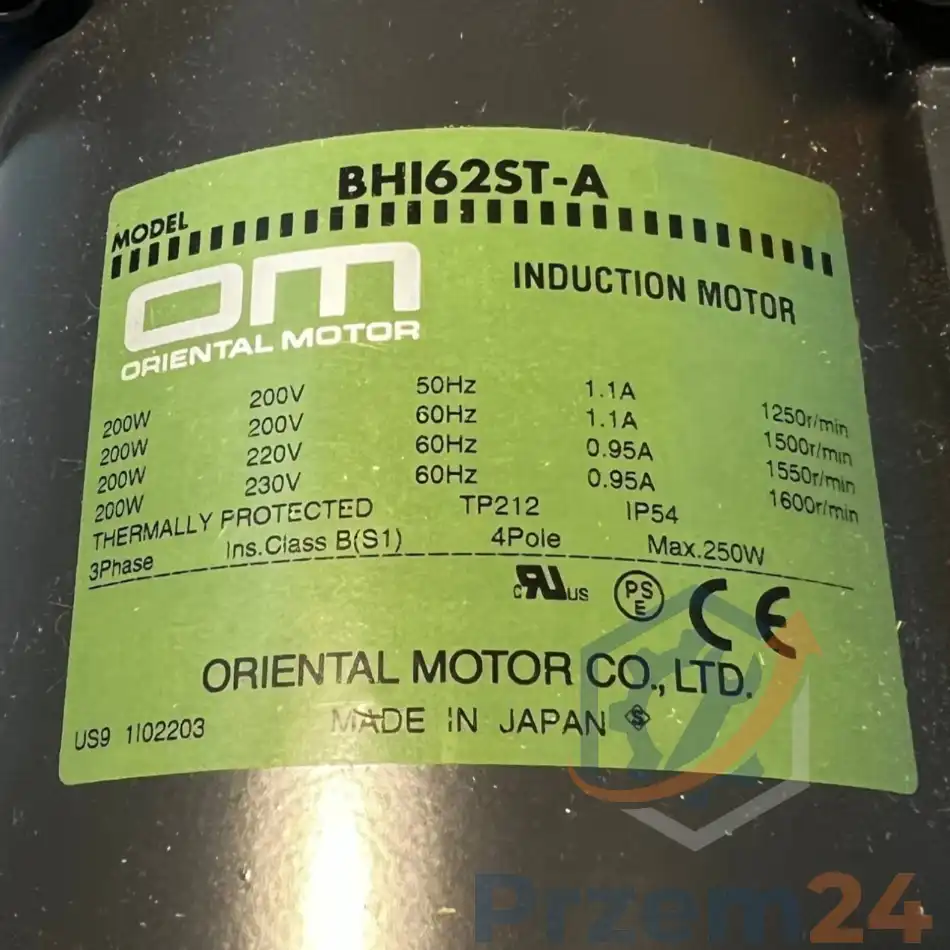 BHI62ST-A
MODEL
OM
INDUCTION MOTOR
ORIENTAL MOTOR
200W 200V 50Hz 1.1A 1250r/min
200W 200V 60Hz 1.1A 1500r/min
200W 220V 60Hz 0.95A 1550r/min
200W 230V 60Hz 0.95A 1600r/min
THERMALLY PROTECTED TP212 IP54
3Phase Ins.Class B(S1) 4Pole Max.250W
c RU us PS E CE
ORIENTAL MOTOR CO., LTD.
US9 1I02203 MADE IN JAPAN S
Przem24